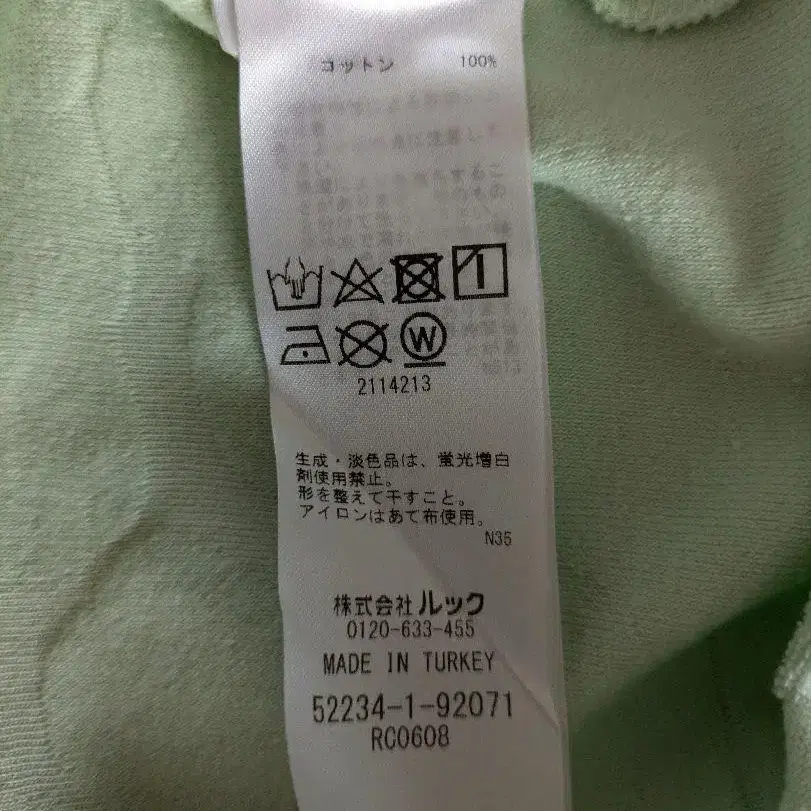 コットン 100%
W
2114213
生成・淡色品は、蛍光増白
剤使用禁止。
形を整えて干すこと。
アイロンはあて布使用。
N35
株式会社ルック
0120-633-455
MADE IN TURKEY
52234-1-92071
RC0608